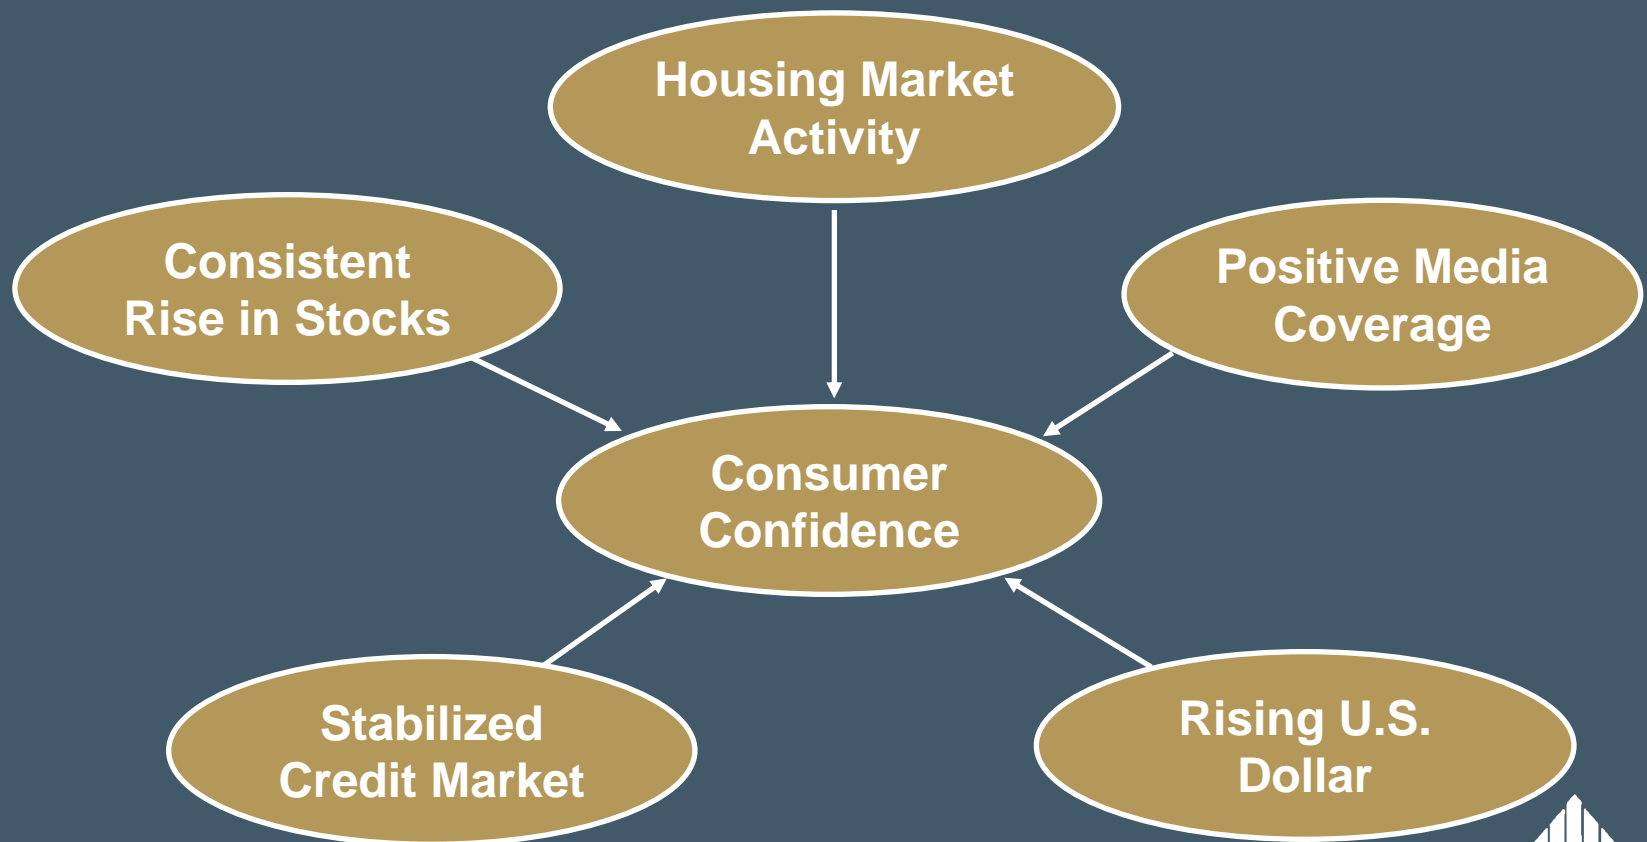 Housing Market
Activity
Consistent
Rise in Stocks
Positive Media
Coverage
Consumer
Confidence
Stabilized
Credit Market
Rising U.S.
Dollar